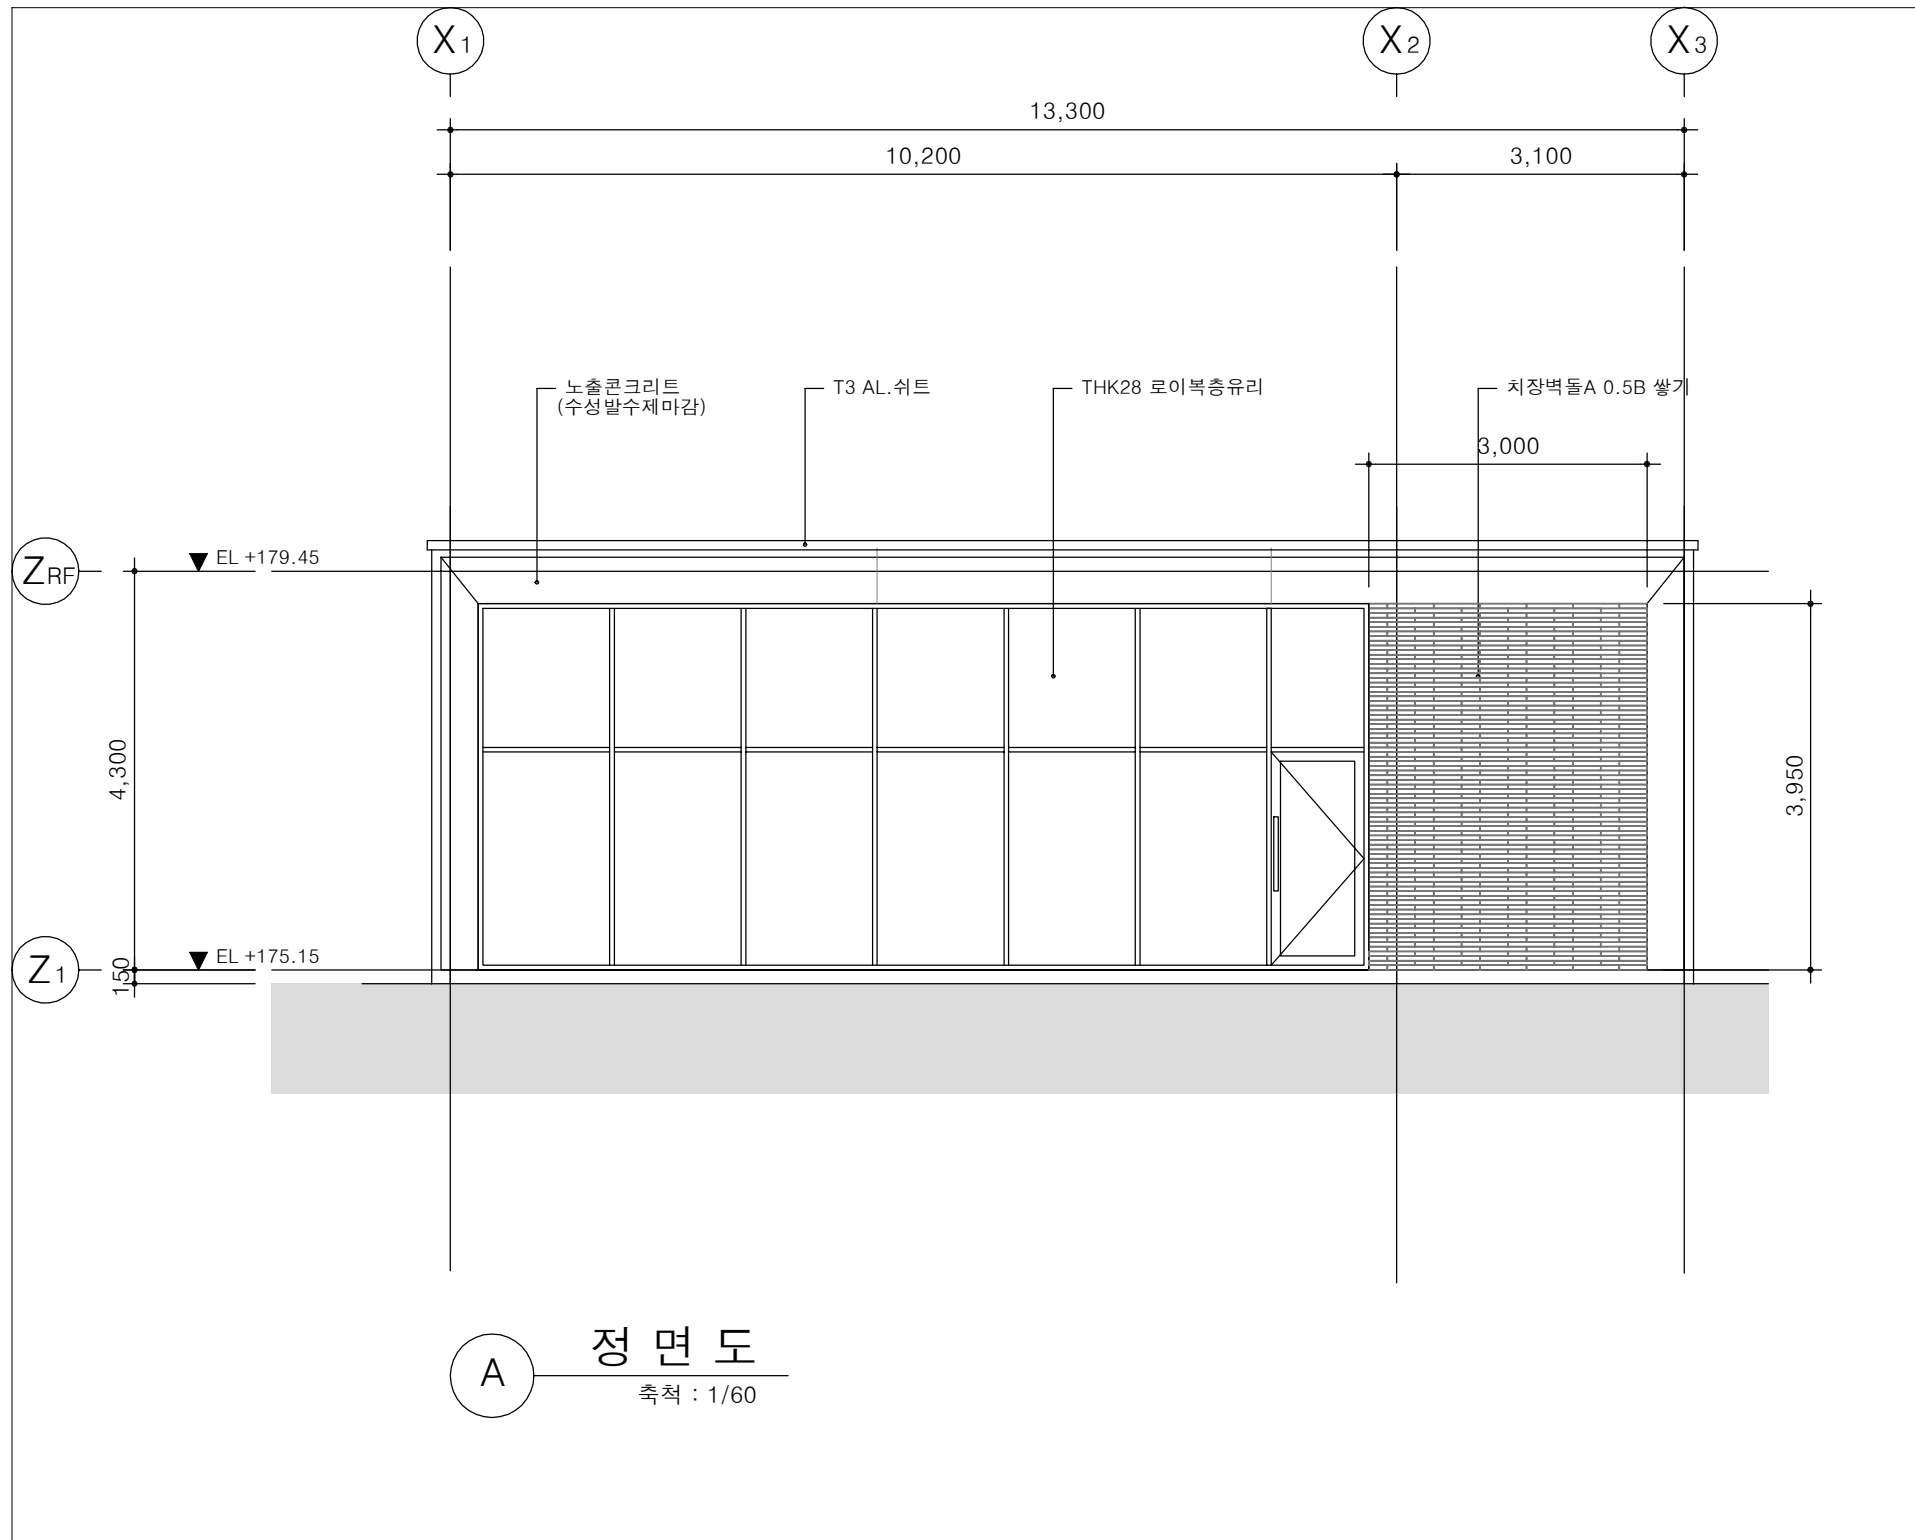 X1
X2
X3
13,300
10,200
3,100
노출콘크리트
(수성발수제마감)
T3 AL.쉬트
THK28 로이복층유리
치장벽돌A 0.5B 쌓기
3,000
ZRF
EL +179.45
4,300
3,950
Z1
EL +175.15
150
A
정 면 도
축척 : 1/60